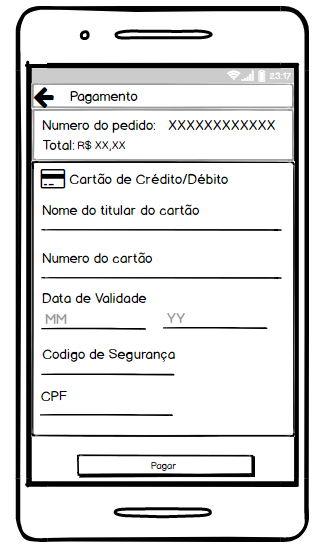 23:17
Pagamento
Numero do pedido: XXXXXXXXXXXX
Total: R$ XX,XX
Cartão de Crédito/Débito
Nome do titular do cartão
Numero do cartão
Data de Validade
MM YY
Codigo de Segurança
CPF
Pagar